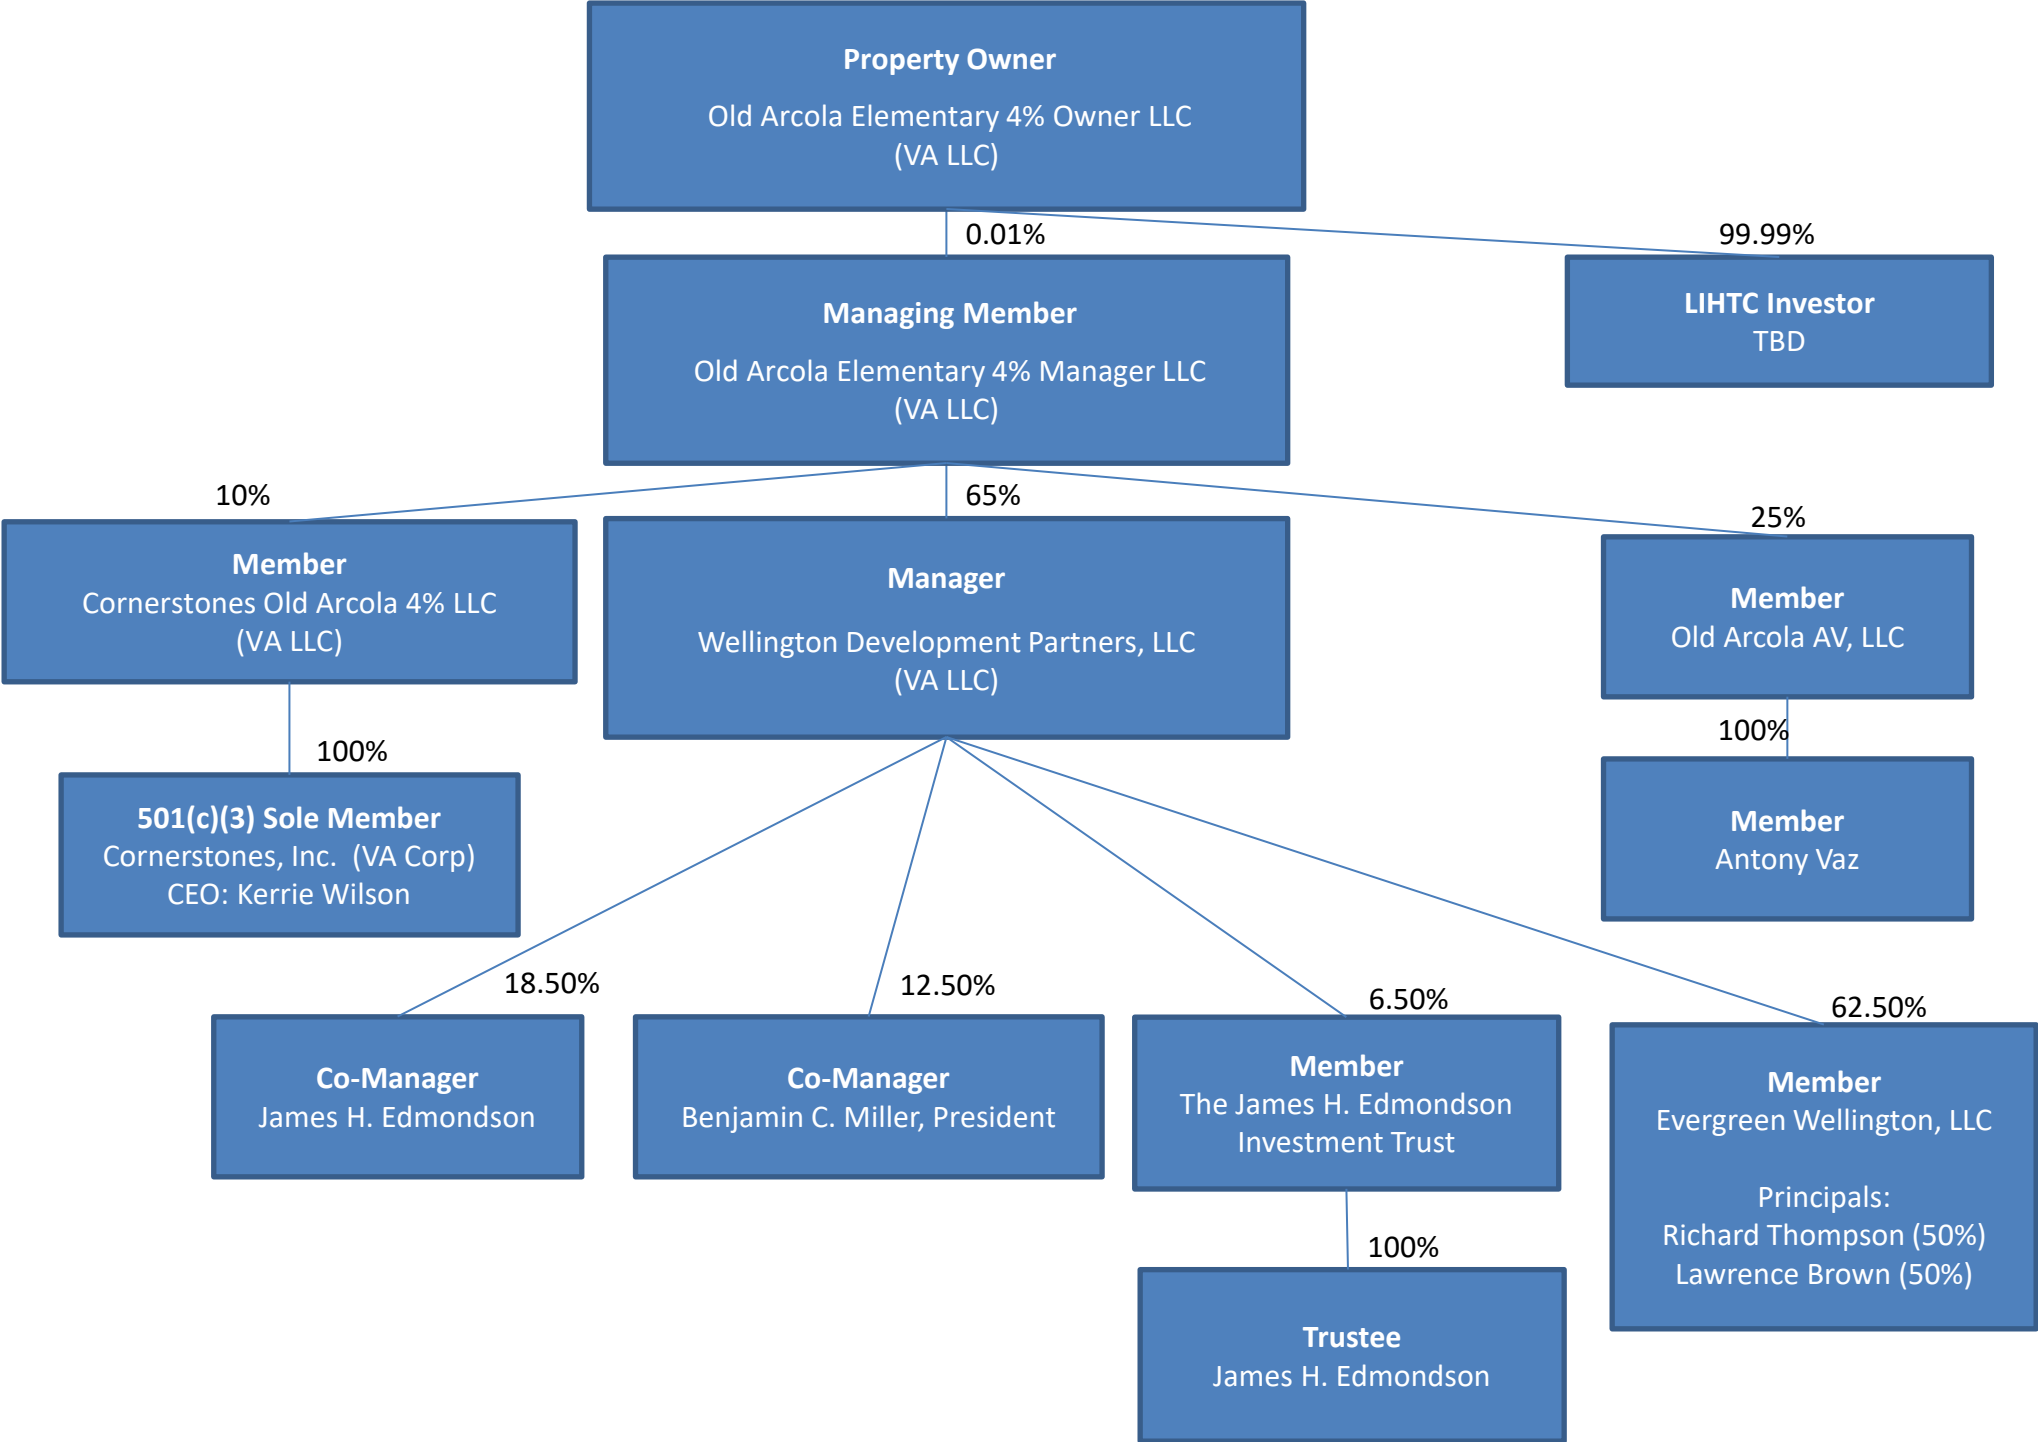 Property Owner
Old Arcola Elementary 4% Owner LLC
(VA LLC)
0.01%
99.99%
Managing Member
Old Arcola Elementary 4% Manager LLC
(VA LLC)
LIHTC Investor
TBD
10%
65%
25%
Member
Cornerstones Old Arcola 4% LLC
(VA LLC)
Manager
Wellington Development Partners, LLC
(VA LLC)
Member
Old Arcola AV, LLC
100%
100%
501(c)(3) Sole Member
Cornerstones, Inc. (VA Corp)
CEO: Kerrie Wilson
Member
Antony Vaz
18.50%
12.50%
6.50%
62.50%
Co-Manager
James H. Edmondson
Co-Manager
Benjamin C. Miller, President
Member
The James H. Edmondson
Investment Trust
Member
Evergreen Wellington, LLC
Principals:
Richard Thompson (50%)
Lawrence Brown (50%)
100%
Trustee
James H. Edmondson